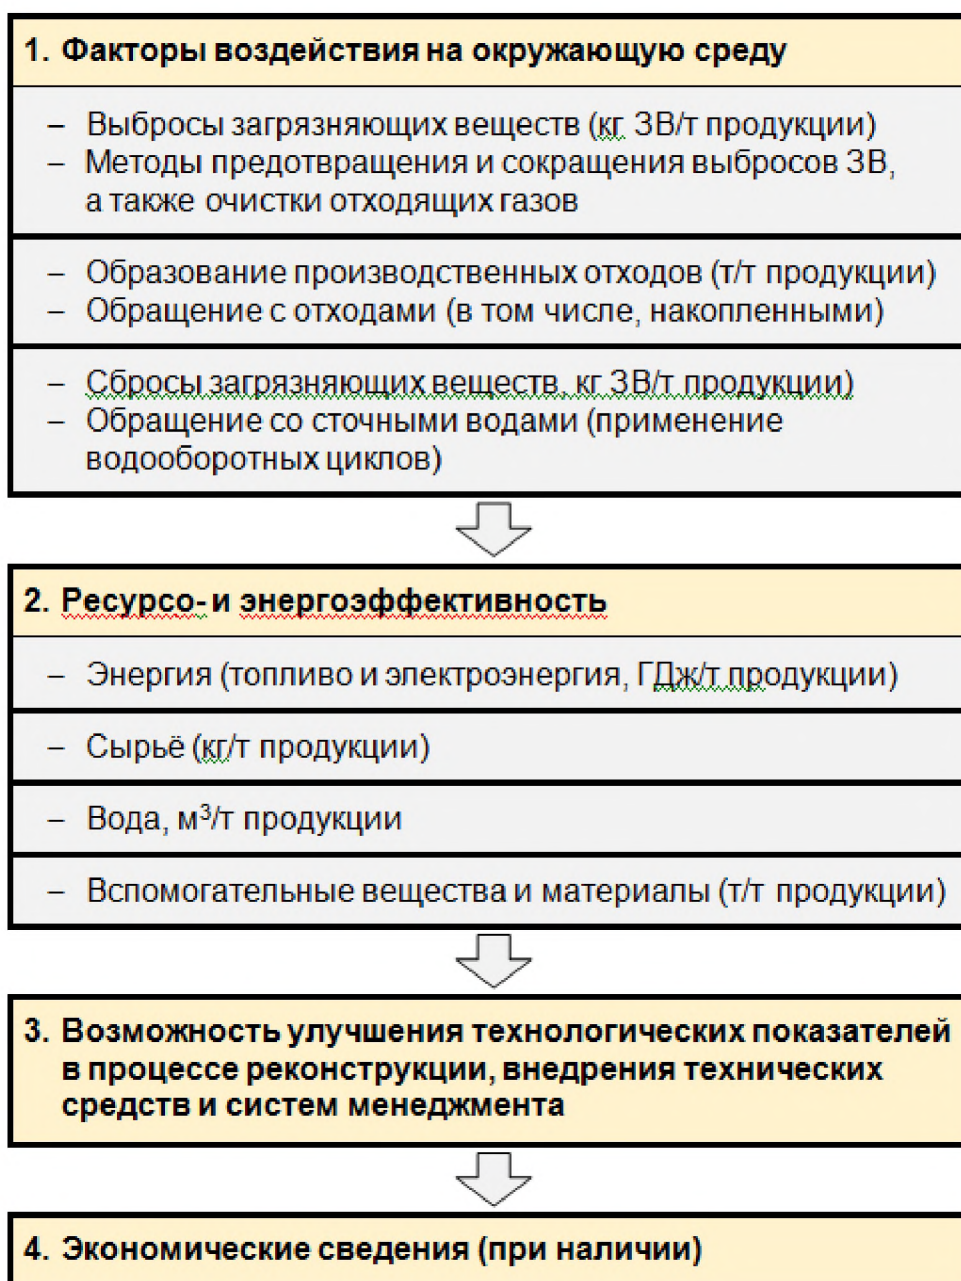 1. Факторы воздействия на окружающую среду
– Выбросы загрязняющих веществ (кг ЗВ/т продукции)
– Методы предотвращения и сокращения выбросов ЗВ,
а также очистки отходящих газов
– Образование производственных отходов (т/т продукции)
– Обращение с отходами (в том числе, накопленными)
– Сбросы загрязняющих веществ, кг ЗВ/т продукции)
– Обращение со сточными водами (применение
водооборотных циклов)
2. Ресурсо- и энергоэффективность
– Энергия (топливо и электроэнергия, ГДж/т продукции)
– Сырьё (кг/т продукции)
– Вода, м³/т продукции
– Вспомогательные вещества и материалы (т/т продукции)
3. Возможность улучшения технологических показателей
в процессе реконструкции, внедрения технических
средств и систем менеджмента
4. Экономические сведения (при наличии)